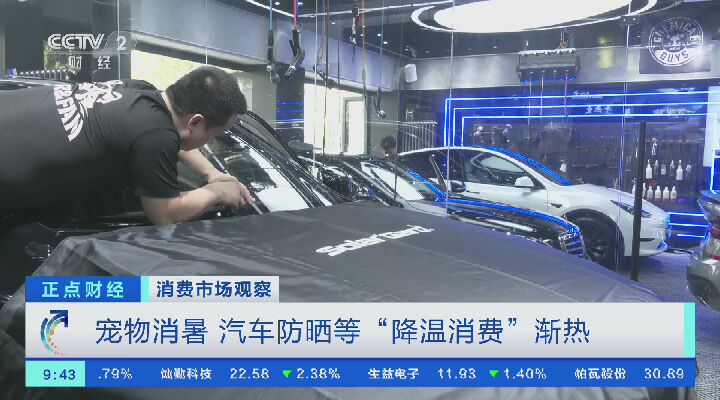 CCTV 2
财经
CHEMICAL
GUYS
正点财经
消费市场观察
宠物消暑 汽车防晒等“降温消费”渐热
9:43 .79% 灿勤科技 22.58 ▼2.38% 生益电子 11.93 ▼1.40% 帕瓦股份 30.89